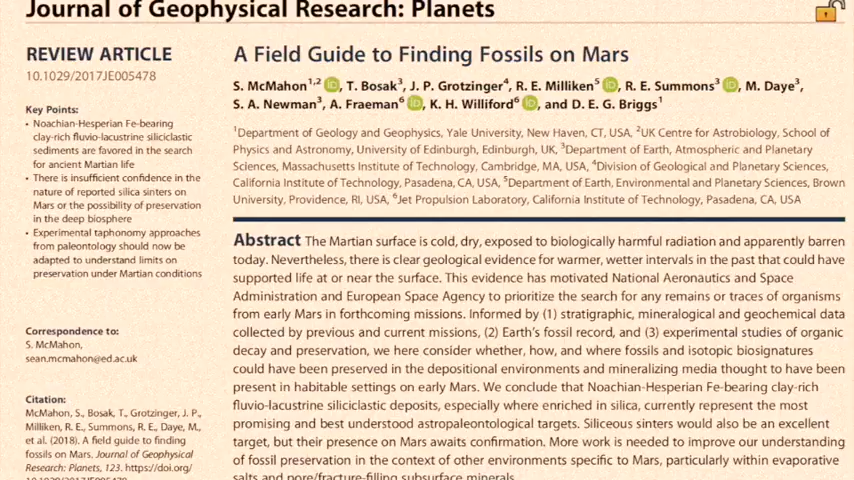 Journal of Geophysical Research: Planets
REVIEW ARTICLE
10.1029/2017JE005478
Key Points:
• Noachian-Hesperian Fe-bearing
clay-rich fluvio-lacustrine siliciclastic
sediments are favored in the search
for ancient Martian life
• There is insufficient confidence in the
nature of reported silica sinters on
Mars or the possibility of preservation
in the deep biosphere
• Experimental taphonomy approaches
from paleontology should now be
adapted to understand limits on
preservation under Martian conditions
Correspondence to:
S. McMahon,
sean.mcmahon@ed.ac.uk
Citation:
McMahon, S., Bosak, T., Grotzinger, J. P.,
Milliken, R. E., Summons, R. E., Daye, M.,
et al. (2018). A field guide to finding
fossils on Mars. Journal of Geophysical
Research: Planets, 123. https://doi.org/
10.1029/2017JE005478
A Field Guide to Finding Fossils on Mars
S. McMahon1,2 iD, T. Bosak3, J. P. Grotzinger4, R. E. Milliken5 iD, R. E. Summons3 iD, M. Daye3,
S. A. Newman3, A. Fraeman6 iD, K. H. Williford6 iD, and D. E. G. Briggs1
1Department of Geology and Geophysics, Yale University, New Haven, CT, USA, 2UK Centre for Astrobiology, School of
Physics and Astronomy, University of Edinburgh, Edinburgh, UK, 3Department of Earth, Atmospheric and Planetary
Sciences, Massachusetts Institute of Technology, Cambridge, MA, USA, 4Division of Geological and Planetary Sciences,
California Institute of Technology, Pasadena, CA, USA, 5Department of Earth, Environmental and Planetary Sciences, Brown
University, Providence, RI, USA, 6Jet Propulsion Laboratory, California Institute of Technology, Pasadena, CA, USA
Abstract The Martian surface is cold, dry, exposed to biologically harmful radiation and apparently barren
today. Nevertheless, there is clear geological evidence for warmer, wetter intervals in the past that could have
supported life at or near the surface. This evidence has motivated National Aeronautics and Space
Administration and European Space Agency to prioritize the search for any remains or traces of organisms
from early Mars in forthcoming missions. Informed by (1) stratigraphic, mineralogical and geochemical data
collected by previous and current missions, (2) Earth's fossil record, and (3) experimental studies of organic
decay and preservation, we here consider whether, how, and where fossils and isotopic biosignatures
could have been preserved in the depositional environments and mineralizing media thought to have been
present in habitable settings on early Mars. We conclude that Noachian-Hesperian Fe-bearing clay-rich
fluvio-lacustrine siliciclastic deposits, especially where enriched in silica, currently represent the most
promising and best understood astropaleontological targets. Siliceous sinters would also be an excellent
target, but their presence on Mars awaits confirmation. More work is needed to improve our understanding
of fossil preservation in the context of other environments specific to Mars, particularly within evaporative
salts and pore/fracture-filling subsurface minerals.